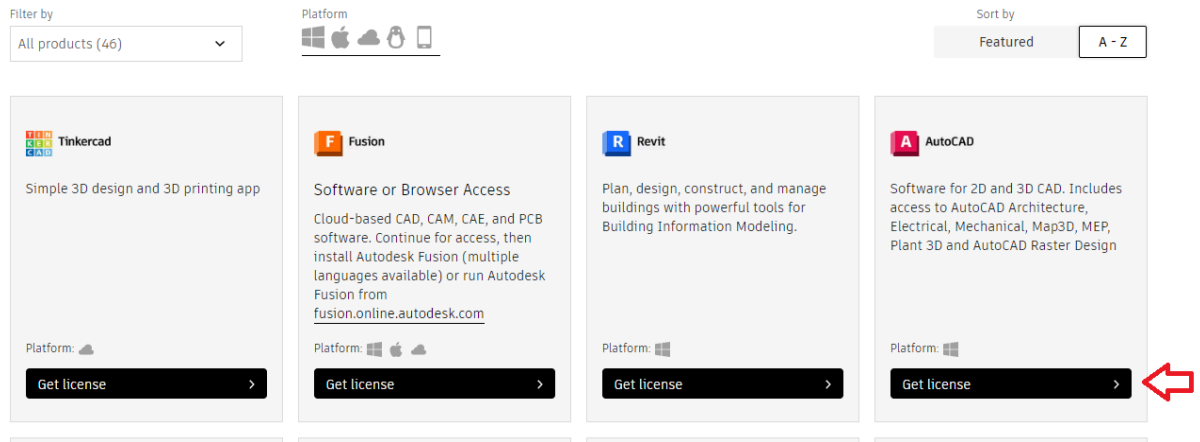 Filter by
All products (46)
Platform
Sort by
Featured
A - Z
TIN
KER
CAD
Tinkercad
Simple 3D design and 3D printing app
Platform:
Get license
F
Fusion
Software or Browser Access
Cloud-based CAD, CAM, CAE, and PCB
software. Continue for access, then
install Autodesk Fusion (multiple
languages available) or run Autodesk
Fusion from
fusion.online.autodesk.com
Platform:
Get license
R
Revit
Plan, design, construct, and manage
buildings with powerful tools for
Building Information Modeling.
Platform:
Get license
A
AutoCAD
Software for 2D and 3D CAD. Includes
access to AutoCAD Architecture,
Electrical, Mechanical, Map3D, MEP,
Plant 3D and AutoCAD Raster Design
Platform:
Get license